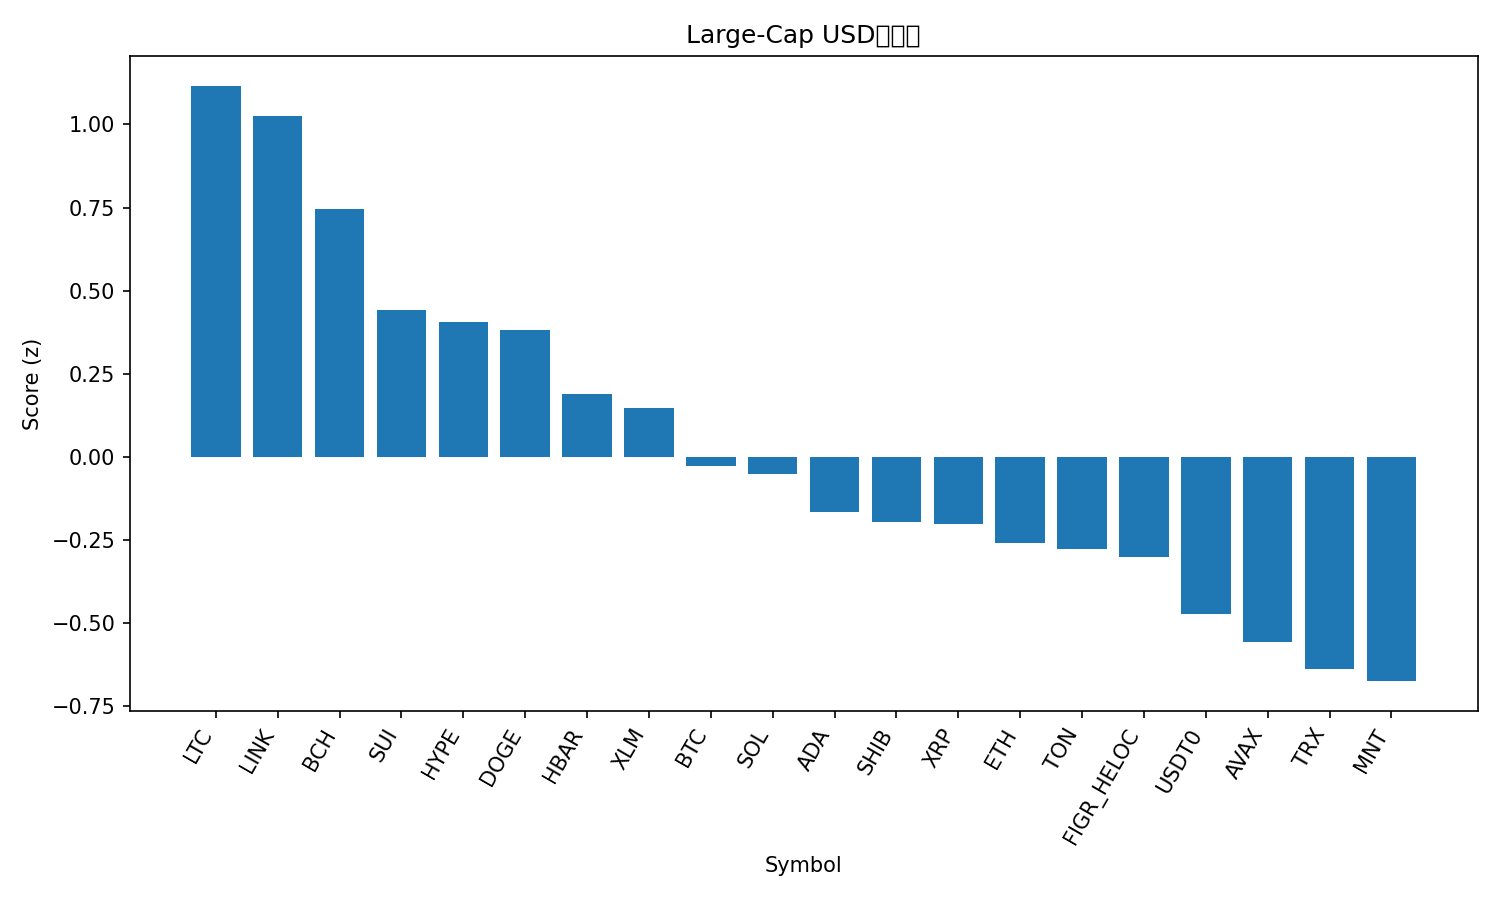 Large-Cap USD
Score (z)
1.00
0.75
0.50
0.25
0.00
−0.25
−0.50
−0.75
LTC
LINK
BCH
SUI
HYPE
DOGE
HBAR
XLM
BTC
SOL
ADA
SHIB
XRP
ETH
TON
FIGR_HELOC
USDT0
AVAX
TRX
MNT
Symbol